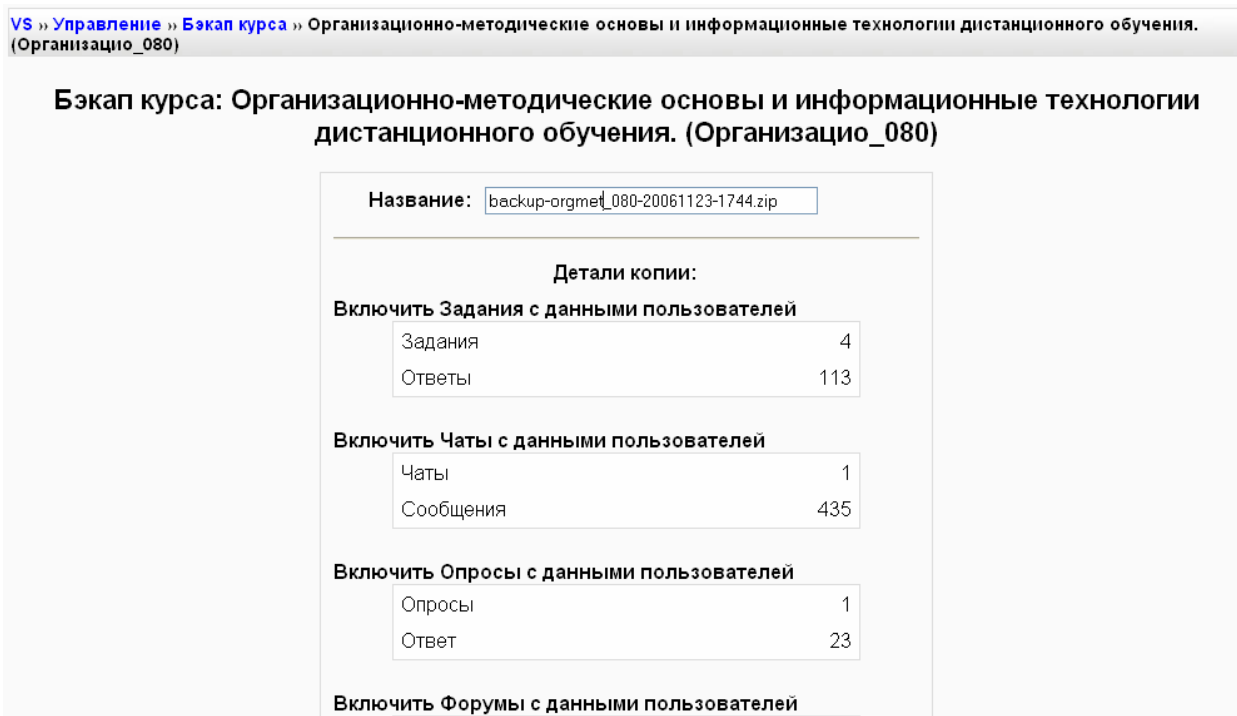 VS » Управление » Бэкап курса » Организационно-методические основы и информационные технологии дистанционного обучения.
(Организацио_080)
Бэкап курса: Организационно-методические основы и информационные технологии
дистанционного обучения. (Организацио_080)
Название: backup-orgmet_080-20061123-1744.zip
Детали копии:
Включить Задания с данными пользователей
Задания 4
Ответы 113
Включить Чаты с данными пользователей
Чаты 1
Сообщения 435
Включить Опросы с данными пользователей
Опросы 1
Ответ 23
Включить Форумы с данными пользователей